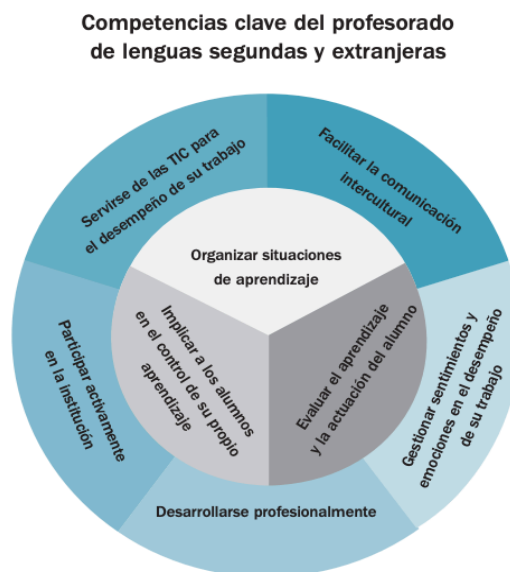 Competencias clave del profesorado
de lenguas segundas y extranjeras
Servirse de las TIC para
el desempeño de su trabajo
Facilitar la comunicación
intercultural
Organizar situaciones
de aprendizaje
Implicar a los alumnos
en el control de su propio
aprendizaje
Evaluar el aprendizaje
y la actuación del alumno
Participar activamente
en la institución
Gestionar sentimientos y
emociones en el desempeño
de su trabajo
Desarrollarse profesionalmente